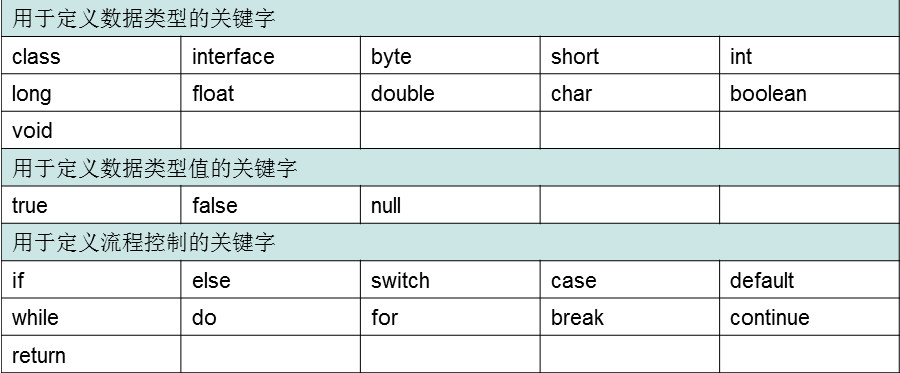 用于定义数据类型的关键字
class interface byte short int
long float double char boolean
void
用于定义数据类型值的关键字
true false null
用于定义流程控制的关键字
if else switch case default
while do for break continue
return